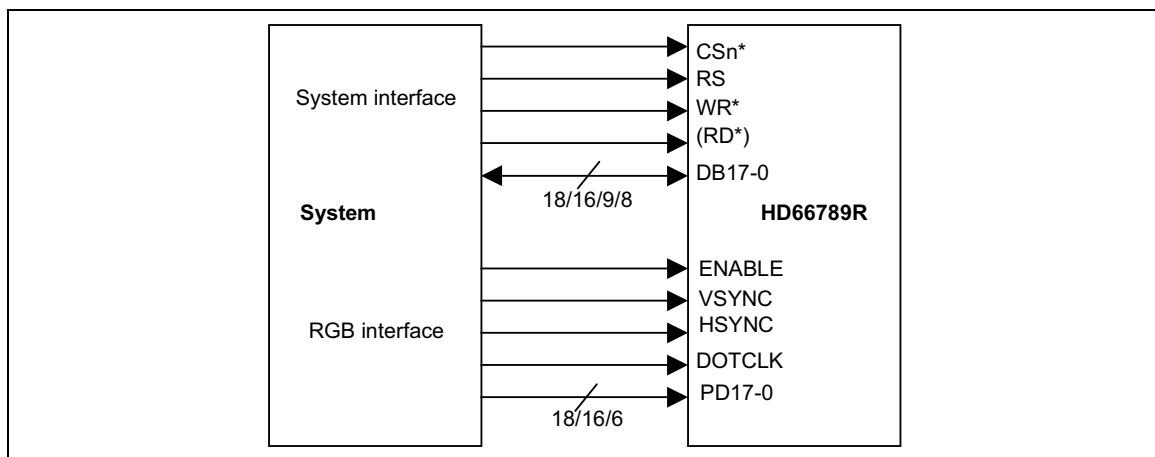 System interface
CSn*
RS
WR*
(RD*)
DB17-0
18/16/9/8
System
HD66789R
RGB interface
ENABLE
VSYNC
HSYNC
DOTCLK
PD17-0
18/16/6